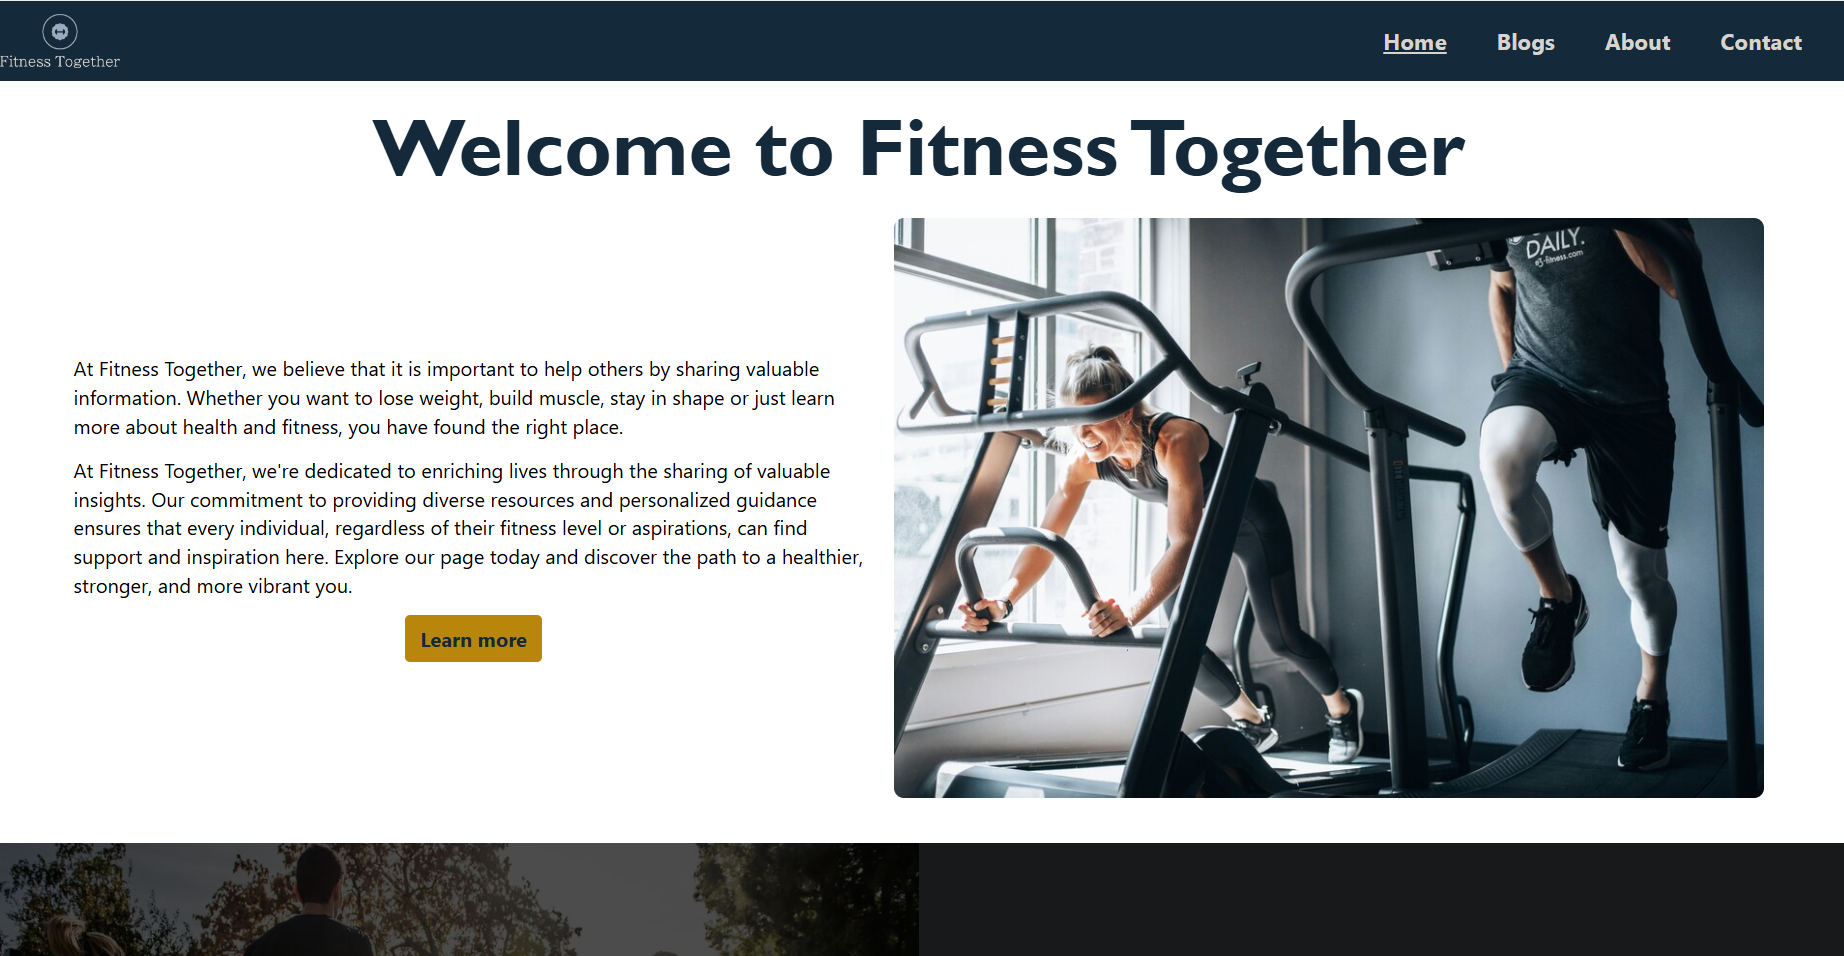 Fitness Together
Home Blogs About Contact
Welcome to Fitness Together
At Fitness Together, we believe that it is important to help others by sharing valuable
information. Whether you want to lose weight, build muscle, stay in shape or just learn
more about health and fitness, you have found the right place.
At Fitness Together, we're dedicated to enriching lives through the sharing of valuable
insights. Our commitment to providing diverse resources and personalized guidance
ensures that every individual, regardless of their fitness level or aspirations, can find
support and inspiration here. Explore our page today and discover the path to a healthier,
stronger, and more vibrant you.
Learn more
DAILY.